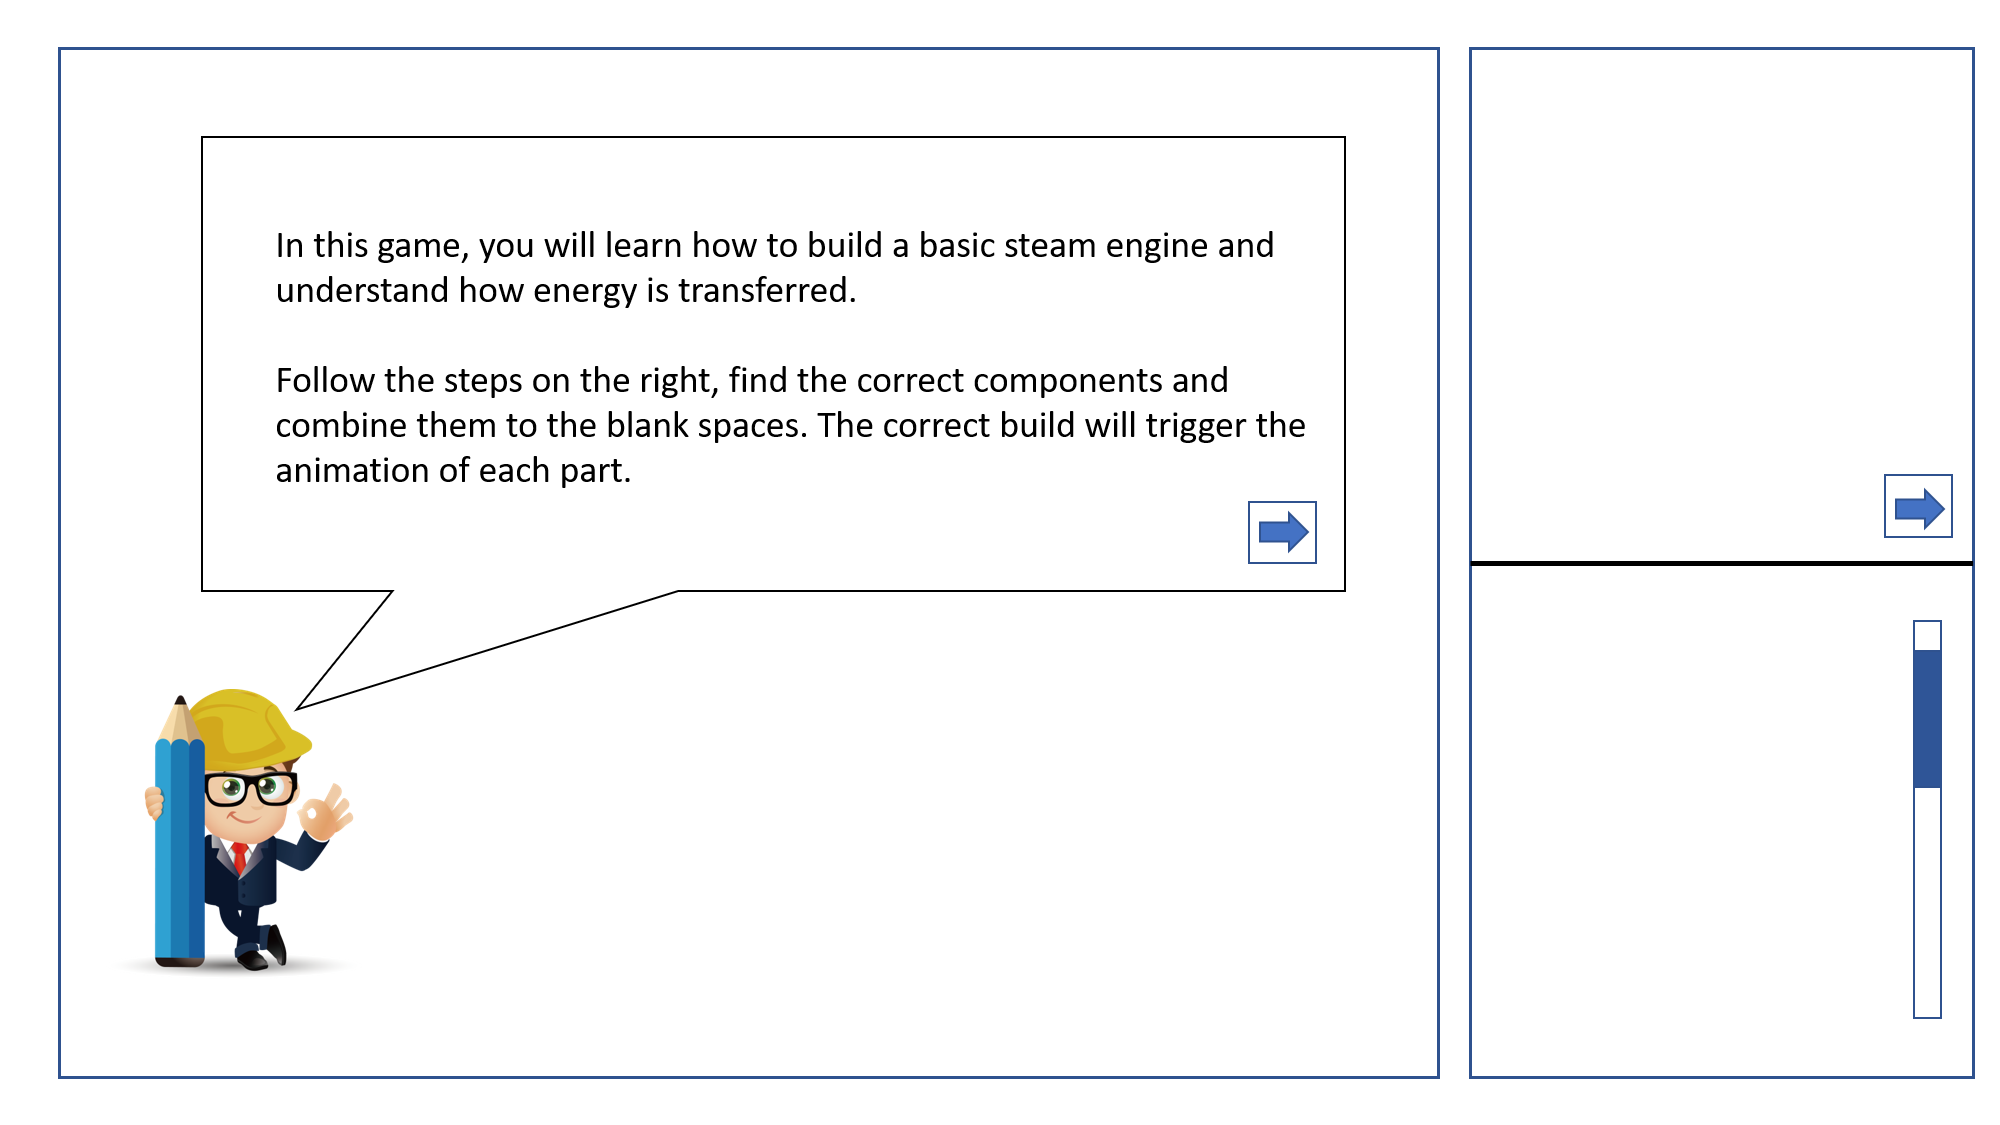 In this game, you will learn how to build a basic steam engine and
understand how energy is transferred.
Follow the steps on the right, find the correct components and
combine them to the blank spaces. The correct build will trigger the
animation of each part.